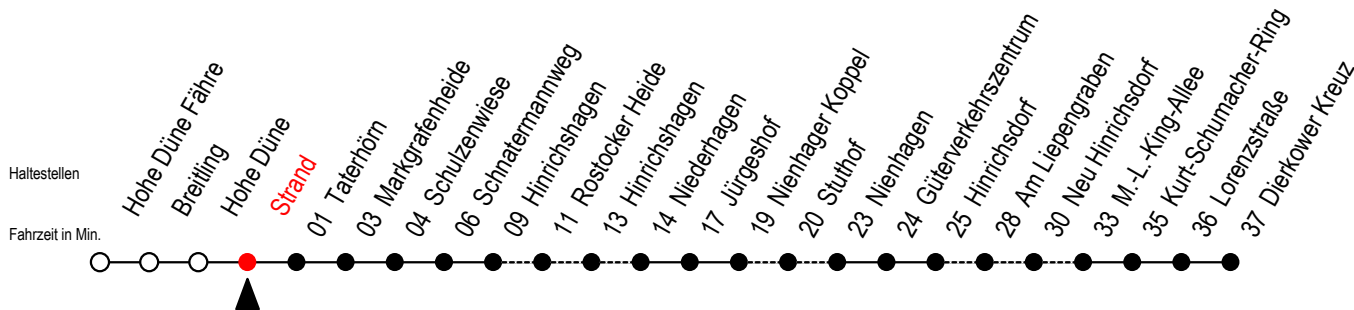 Haltestellen
Fahrzeit in Min.
Hohe Düne Fähre
Breitling
Hohe Düne
Strand
01 Taterhörn
03 Markgrafenheide
04 Schulzenwiese
06 Schnatermannweg
09 Hinrichshagen
11 Rostocker Heide
13 Hinrichshagen
14 Niederhagen
17 Jürgeshof
19 Nienhager Koppel
20 Stuthof
23 Nienhagen
24 Güterverkehrszentrum
25 Hinrichsdorf
28 Am Liepengraben
30 Neu Hinrichsdorf
33 M.-L.-King-Allee
35 Kurt-Schumacher-Ring
36 Lorenzstraße
37 Dierkower Kreuz